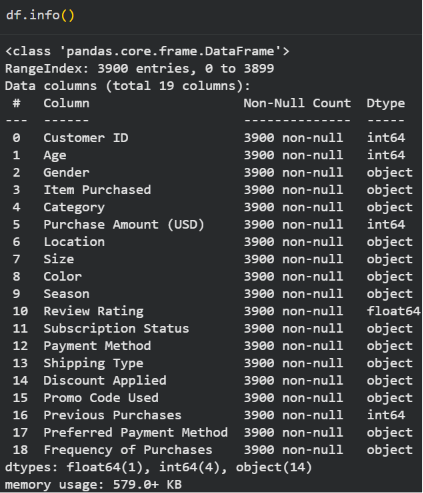 df.info()
<class 'pandas.core.frame.DataFrame'>
RangeIndex: 3900 entries, 0 to 3899
Data columns (total 19 columns):
 #   Column                    Non-Null Count  Dtype
---  ------                    --------------  -----
 0   Customer ID               3900 non-null   int64
 1   Age                       3900 non-null   int64
 2   Gender                    3900 non-null   object
 3   Item Purchased            3900 non-null   object
 4   Category                  3900 non-null   object
 5   Purchase Amount (USD)     3900 non-null   int64
 6   Location                  3900 non-null   object
 7   Size                      3900 non-null   object
 8   Color                     3900 non-null   object
 9   Season                    3900 non-null   object
 10  Review Rating             3900 non-null   float64
 11  Subscription Status       3900 non-null   object
 12  Payment Method            3900 non-null   object
 13  Shipping Type             3900 non-null   object
 14  Discount Applied          3900 non-null   object
 15  Promo Code Used           3900 non-null   object
 16  Previous Purchases        3900 non-null   int64
 17  Preferred Payment Method  3900 non-null   object
 18  Frequency of Purchases    3900 non-null   object
dtypes: float64(1), int64(4), object(14)
memory usage: 579.0+ KB